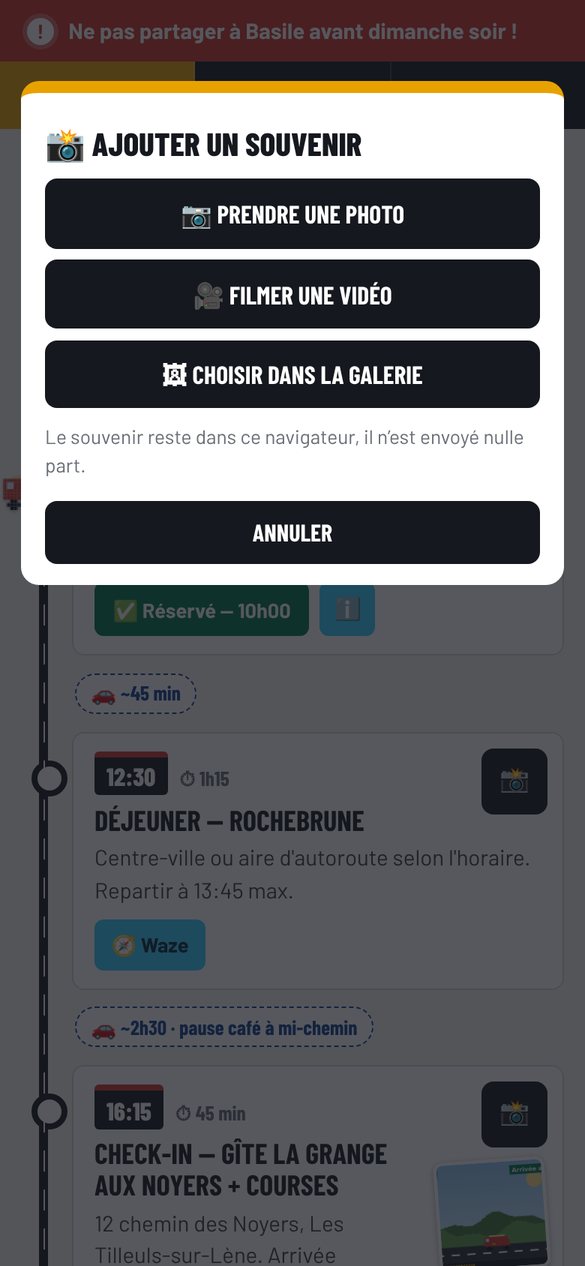 Ne pas partager à Basile avant dimanche soir !
AJOUTER UN SOUVENIR
PRENDRE UNE PHOTO
FILMER UNE VIDÉO
CHOISIR DANS LA GALERIE
Le souvenir reste dans ce navigateur, il n’est envoyé nulle
part.
ANNULER
✅ Réservé — 10h00 ℹ️
🚗 ~45 min
12:30 ⏱ 1h15
DÉJEUNER — ROCHEBRUNE
Centre-ville ou aire d'autoroute selon l'horaire.
Repartir à 13:45 max.
Waze
🚗 ~2h30 · pause café à mi-chemin
16:15 ⏱ 45 min
CHECK-IN — GÎTE LA GRANGE
AUX NOYERS + COURSES
12 chemin des Noyers, Les
Tilleuls-sur-Lène. Arrivée